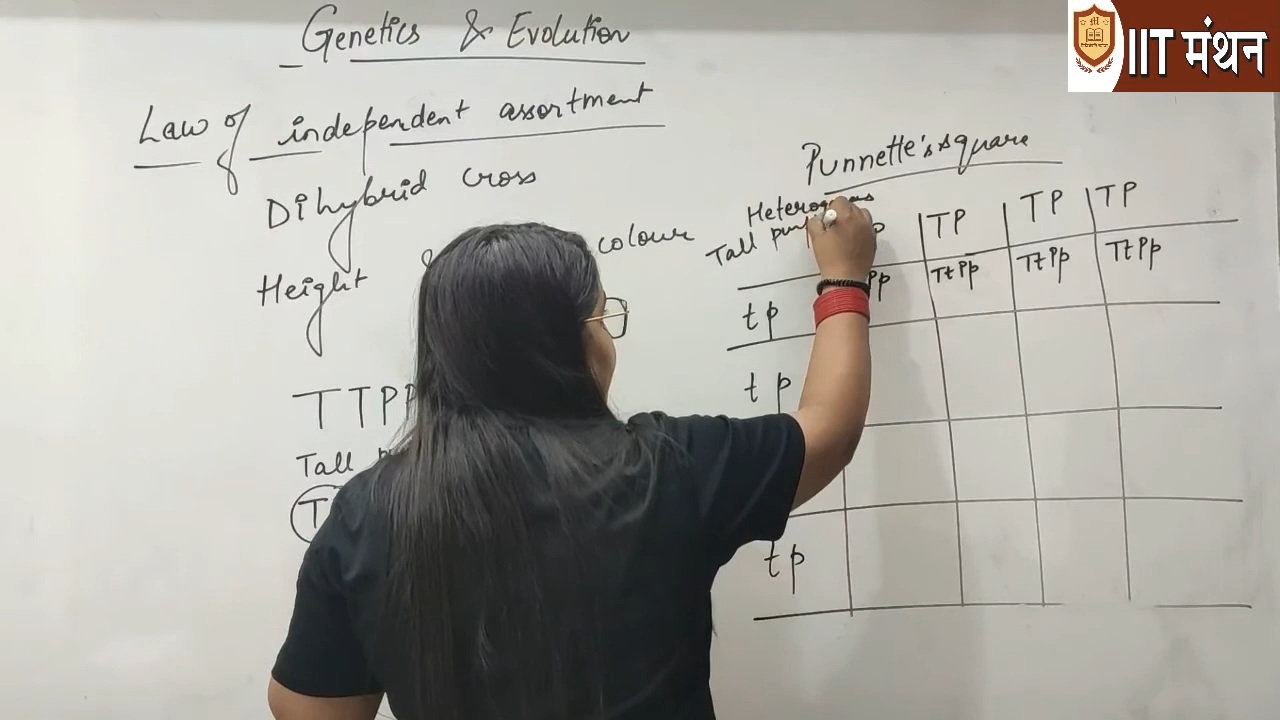 Genetics & Evolution
IIT मंथन
Law of independent assortment
Dihybrid cross
Height & colour
TTPP
Tall
T
Punnette's square
Tall
TP TP TP
tp Pp TtPp TtPp TtPp
tp
tp